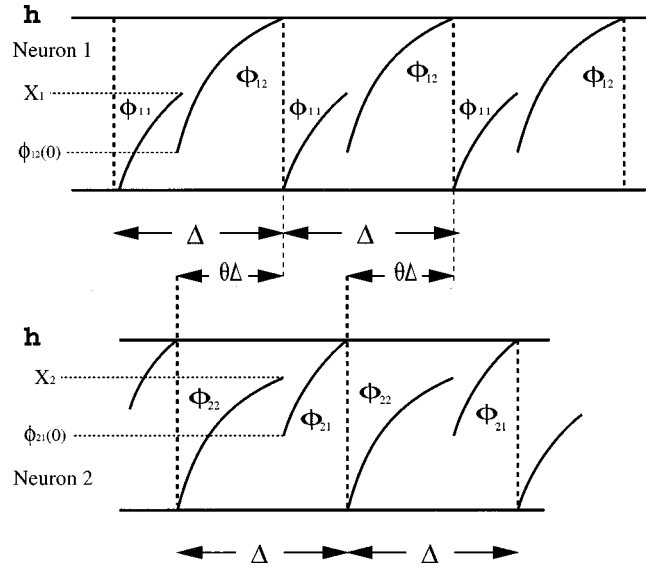 h
Neuron 1
X₁
ϕ₁₁ ϕ₁₂ ϕ₁₁ ϕ₁₂ ϕ₁₁ ϕ₁₂
ϕ₁₂(0)
Δ Δ
θΔ θΔ
h
X₂
ϕ₂₂ ϕ₂₁ ϕ₂₂ ϕ₂₁
ϕ₂₁(0)
Neuron 2
Δ Δ